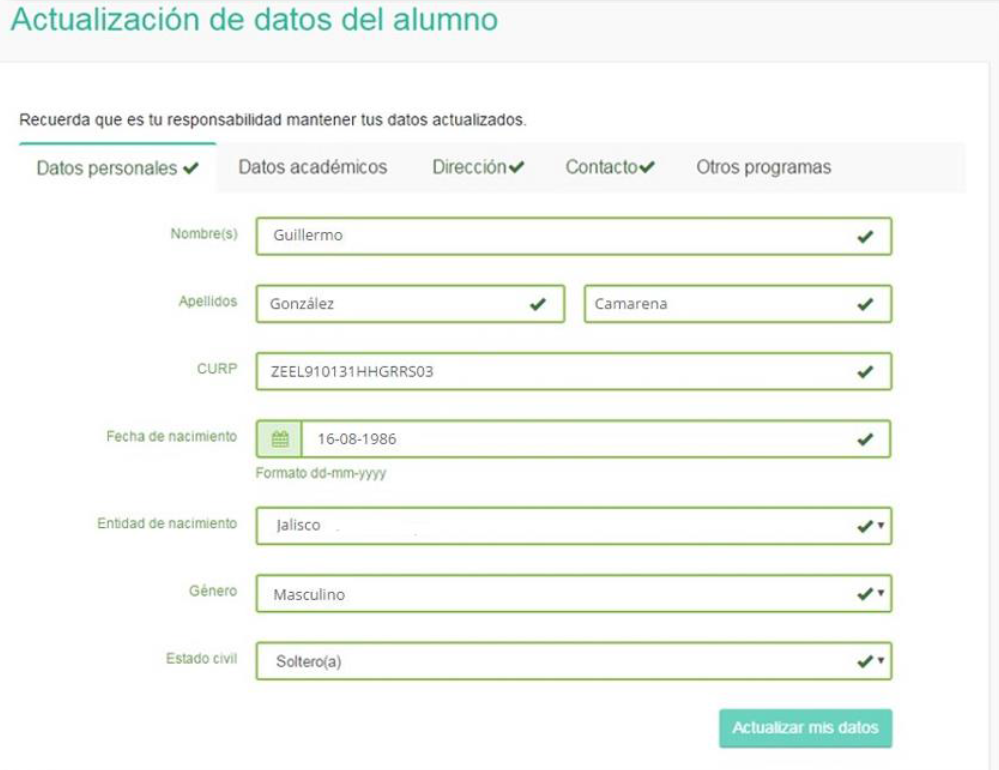 Actualización de datos del alumno
Recuerda que es tu responsabilidad mantener tus datos actualizados.
Datos personales Datos académicos Dirección Contacto Otros programas
Nombre(s) Guillermo
Apellidos González Camarena
CURP ZEEL910131HHGRRS03
Fecha de nacimiento 16-08-1986
Formato dd-mm-yyyy
Entidad de nacimiento Jalisco
Género Masculino
Estado civil Soltero(a)
Actualizar mis datos